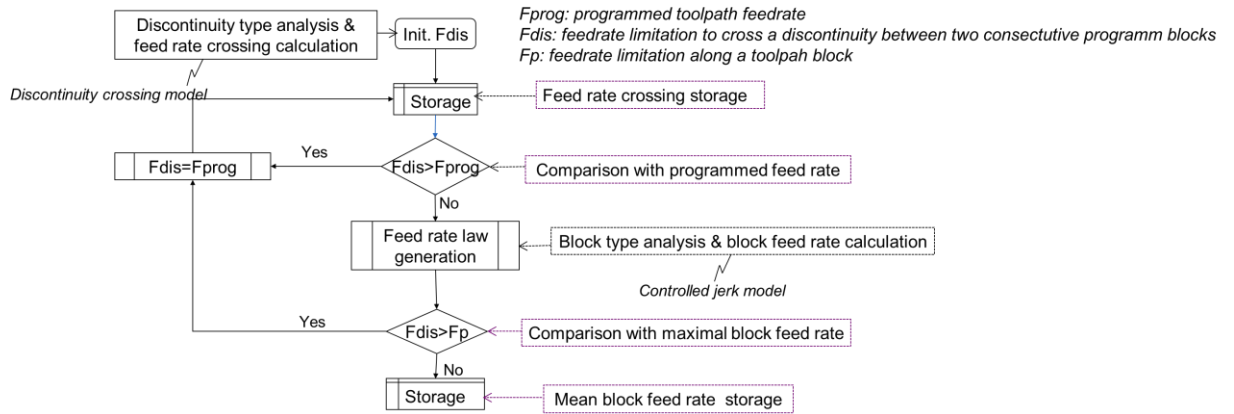 Discontinuity type analysis &
feed rate crossing calculation
Init. Fdis
Fprog: programmed toolpath feedrate
Fdis: feedrate limitation to cross a discontinuity between two consectutive programm blocks
Fp: feedrate limitation along a toolpah block
Discontinuity crossing model
Storage
Feed rate crossing storage
Fdis=Fprog
Yes
Fdis>Fprog
Comparison with programmed feed rate
No
Feed rate law
generation
Block type analysis & block feed rate calculation
Controlled jerk model
Yes
Fdis>Fp
Comparison with maximal block feed rate
No
Storage
Mean block feed rate storage